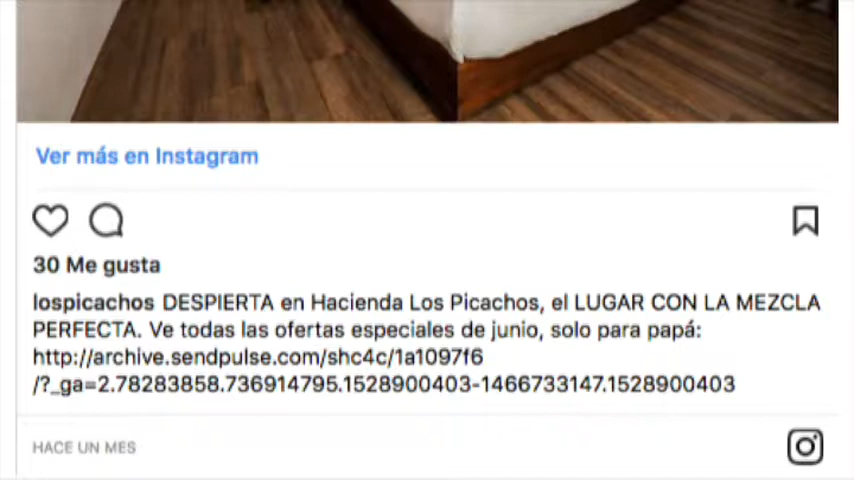 Ver más en Instagram
30 Me gusta
lospicachos DESPIERTA en Hacienda Los Picachos, el LUGAR CON LA MEZCLA
PERFECTA. Ve todas las ofertas especiales de junio, solo para papá:
http://archive.sendpulse.com/shc4c/1a1097f6
/?_ga=2.78283858.736914795.1528900403-1466733147.1528900403
HACE UN MES